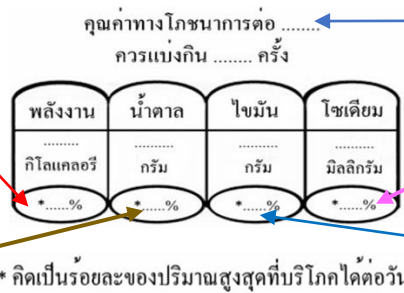 คุณค่าทางโภชนาการต่อ ........
ควรแบ่งกิน ........ ครั้ง
พลังงาน น้ำตาล ไขมัน โซเดียม
......... ......... ......... .........
กิโลแคลอรี กรัม กรัม มิลลิกรัม
*.....% *.....% *.....% *.....%
* คิดเป็นร้อยละของปริมาณสูงสุดที่บริโภคได้ต่อวัน